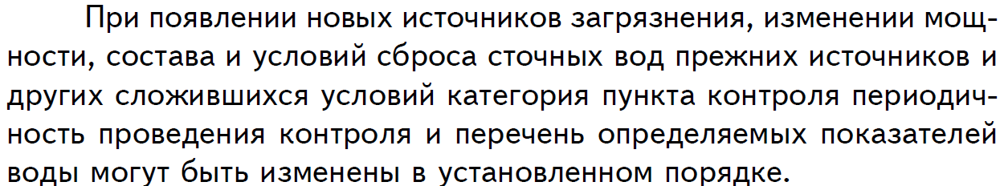 При появлении новых источников загрязнения, изменении мощ-
ности, состава и условий сброса сточных вод прежних источников и
других сложившихся условий категория пункта контроля периодич-
ность проведения контроля и перечень определяемых показателей
воды могут быть изменены в установленном порядке.